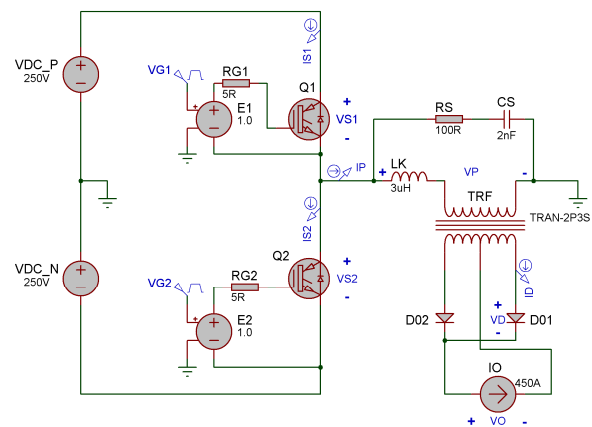 IS1
VDC_P
250V
VG1
RG1
5R
Q1
E1
1.0
+
VS1
-
RS
100R
CS
2nF
IP
+
LK
3uH
VP
-
TRF
TRAN-2P3S
IS2
VDC_N
250V
VG2
RG2
5R
Q2
E2
1.0
+
VS2
-
ID
D02
+
VD
-
D01
IO
450A
+
VO
-